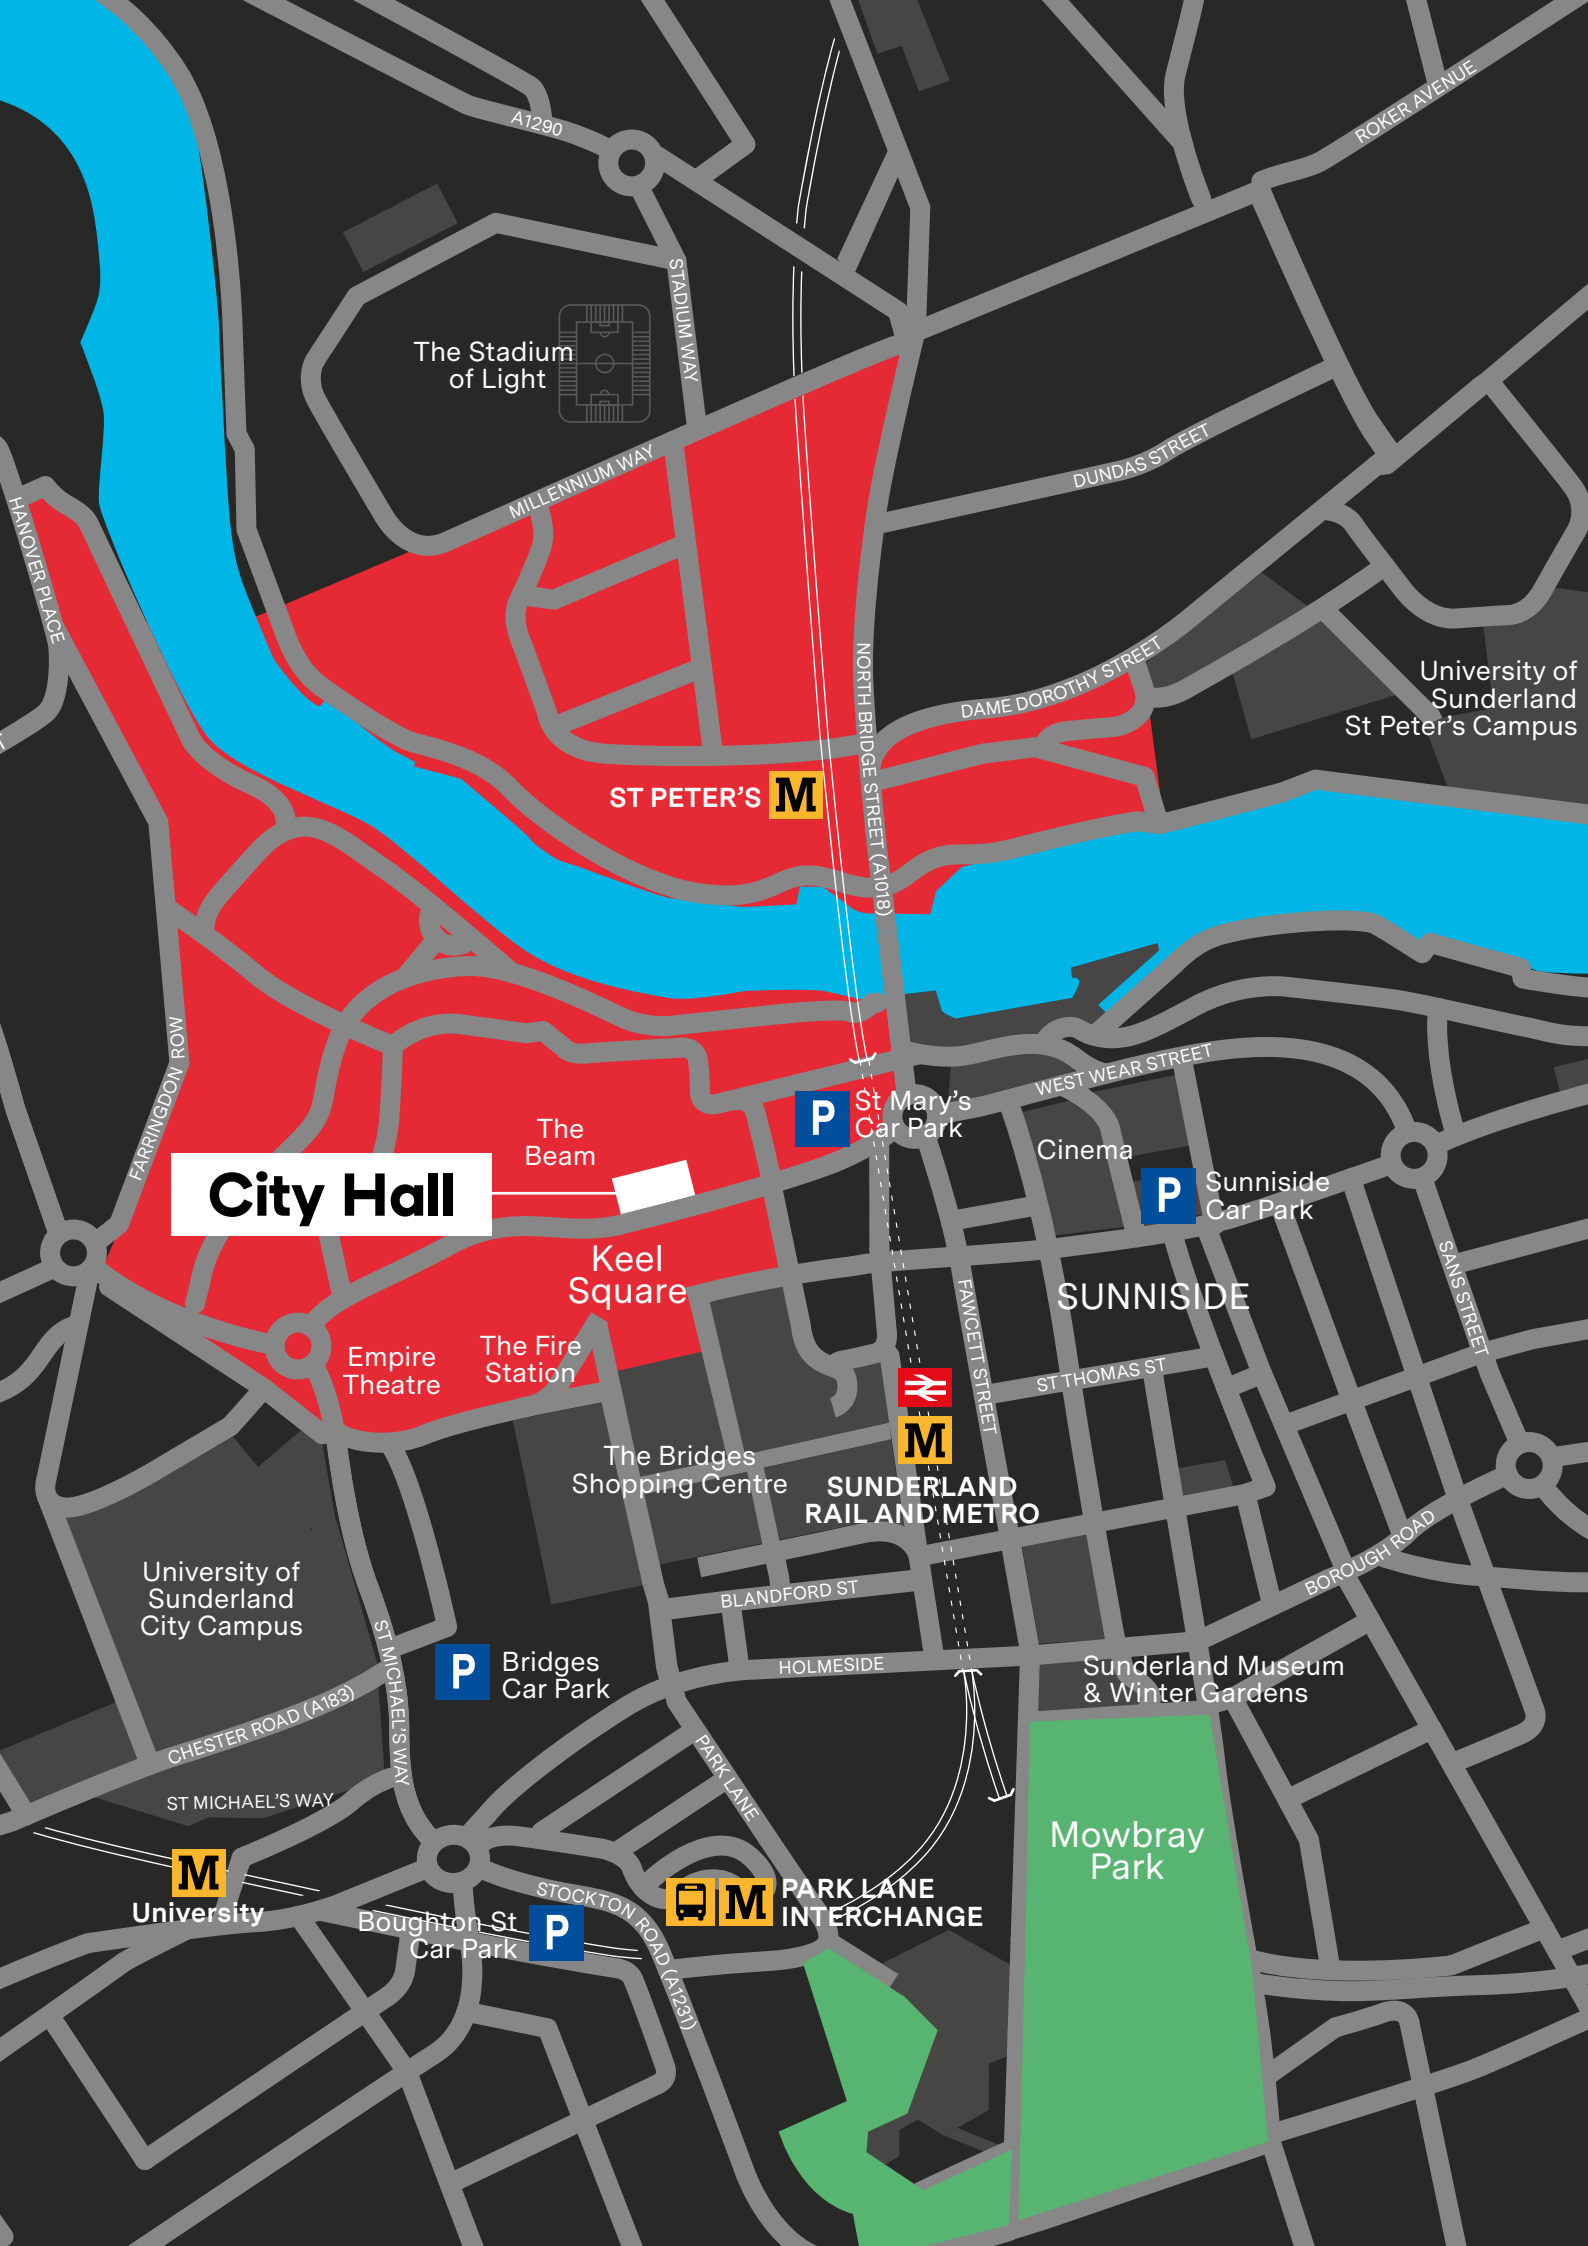 A1290
ROKER AVENUE
STADIUM WAY
The Stadium
of Light
MILLENNIUM WAY
DUNDAS STREET
HANOVER PLACE
NORTH BRIDGE STREET (A1018)
DAME DOROTHY STREET
University of
Sunderland
St Peter's Campus
ST PETER'S
M
FARRINGDON ROW
WEST WEAR STREET
P
St Mary's
Car Park
The
Beam
Cinema
City Hall
P
Sunniside
Car Park
Keel
Square
SUNNISIDE
SANS STREET
FAWCETT STREET
The Fire
Station
Empire
Theatre
ST THOMAS ST
M
The Bridges
Shopping Centre
SUNDERLAND
RAIL AND METRO
BOROUGH ROAD
University of
Sunderland
City Campus
BLANDFORD ST
ST MICHAEL'S WAY
P
Bridges
Car Park
HOLMESIDE
Sunderland Museum
& Winter Gardens
CHESTER ROAD (A183)
PARK LANE
ST MICHAEL'S WAY
Mowbray
Park
M
University
STOCKTON ROAD (A1231)
M
PARK LANE
INTERCHANGE
Boughton St
Car Park
P